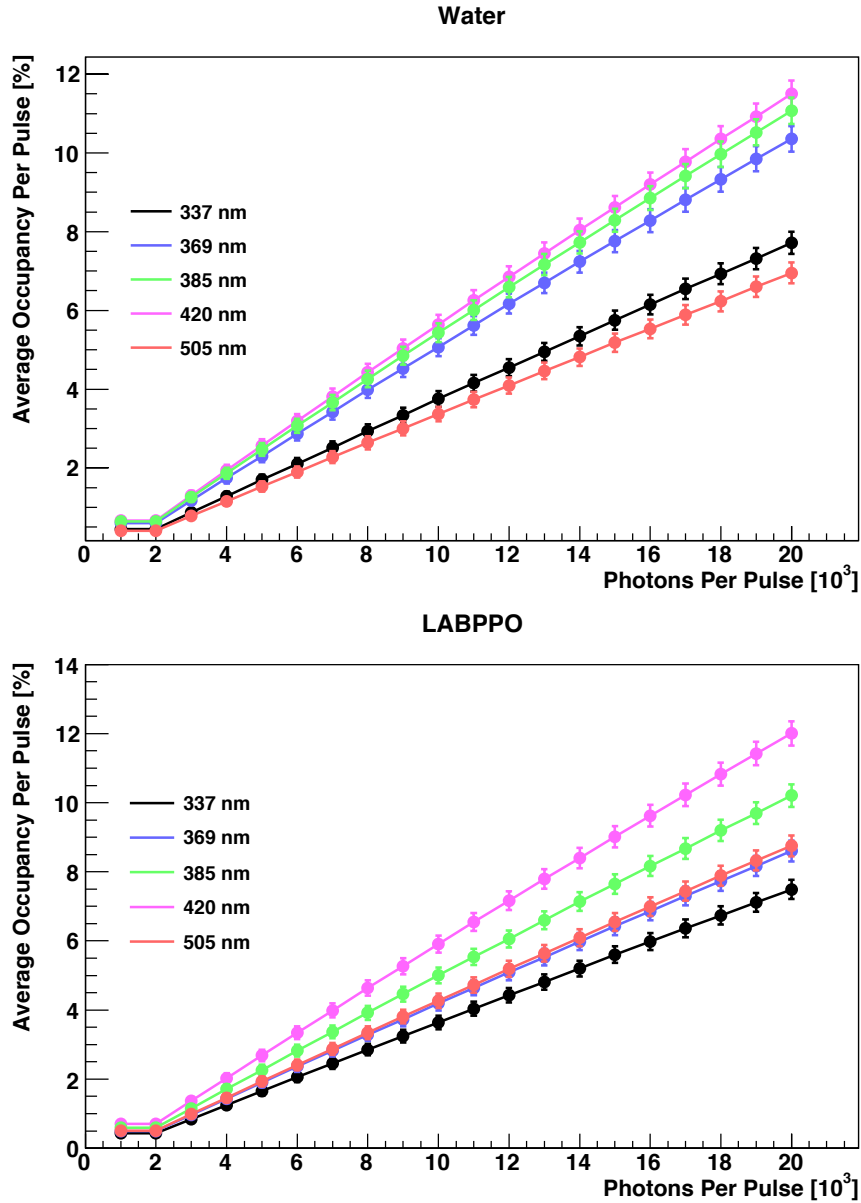 Water
Average Occupancy Per Pulse [%]
12
10
8
6
4
2
337 nm
369 nm
385 nm
420 nm
505 nm
0 2 4 6 8 10 12 14 16 18 20
Photons Per Pulse [10³]
LABPPO
Average Occupancy Per Pulse [%]
14
12
10
8
6
4
2
0
337 nm
369 nm
385 nm
420 nm
505 nm
0 2 4 6 8 10 12 14 16 18 20
Photons Per Pulse [10³]